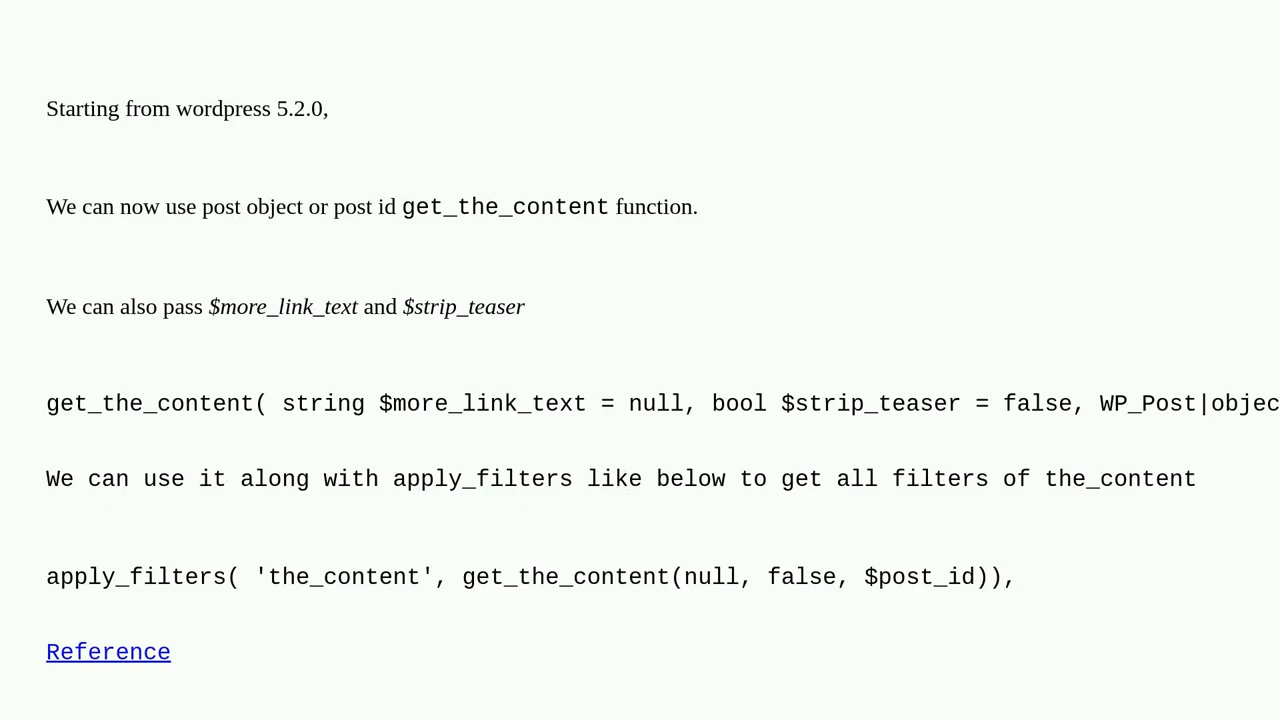 Starting from wordpress 5.2.0,
We can now use post object or post id get_the_content function.
We can also pass $more_link_text and $strip_teaser
get_the_content( string $more_link_text = null, bool $strip_teaser = false, WP_Post|objec
We can use it along with apply_filters like below to get all filters of the_content
apply_filters( 'the_content', get_the_content(null, false, $post_id)),
Reference